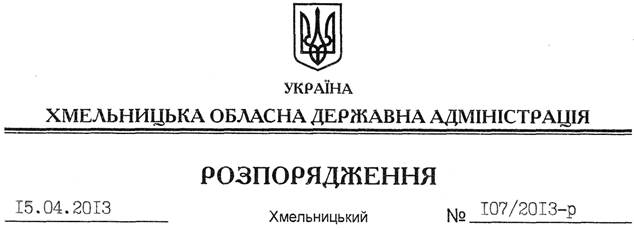 УКРАЇНА
ХМЕЛЬНИЦЬКА ОБЛАСНА ДЕРЖАВНА АДМІНІСТРАЦІЯ
РОЗПОРЯДЖЕННЯ
15.04.2013 Хмельницький № 107/2013-р